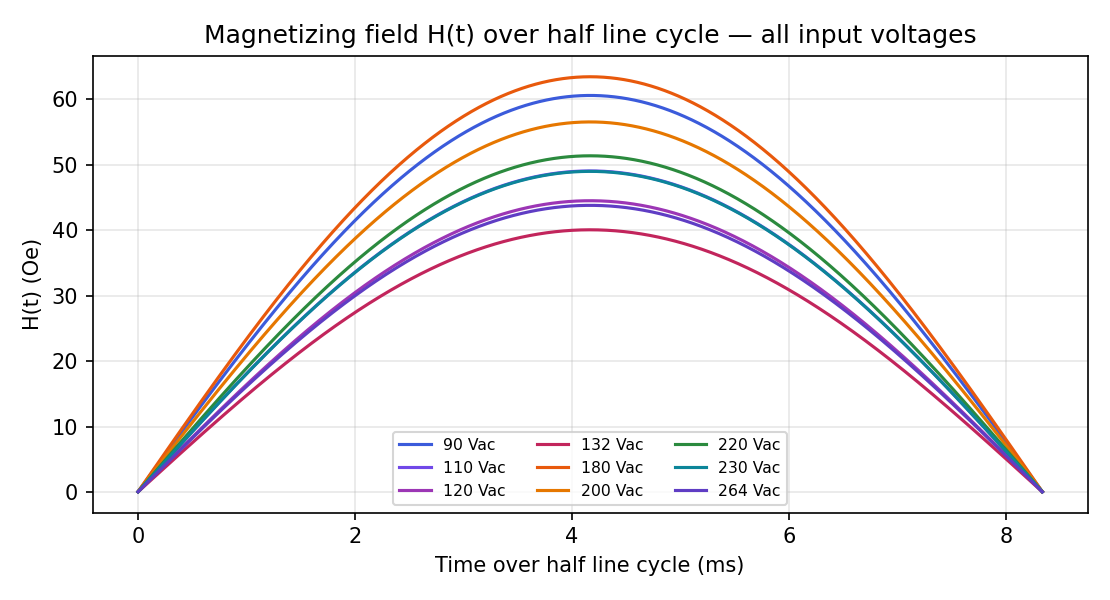 Magnetizing field H(t) over half line cycle — all input voltages
H(t) (Oe)
60
50
40
30
20
10
0
90 Vac 132 Vac 220 Vac
110 Vac 180 Vac 230 Vac
120 Vac 200 Vac 264 Vac
0 2 4 6 8
Time over half line cycle (ms)